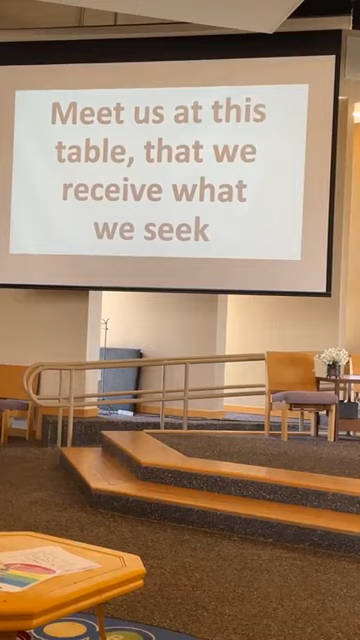 Meet us at this
table, that we
receive what
we seek